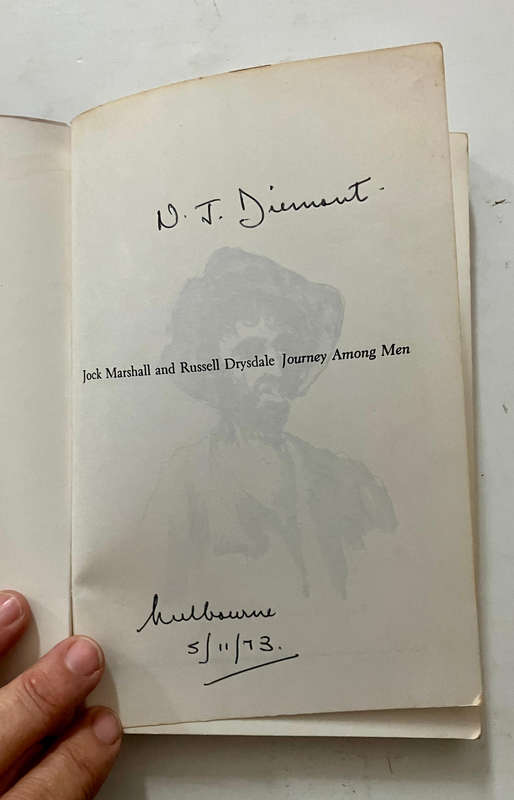 N. J. Diemont.
Jock Marshall and Russell Drysdale Journey Among Men
Melbourne
5/11/73.